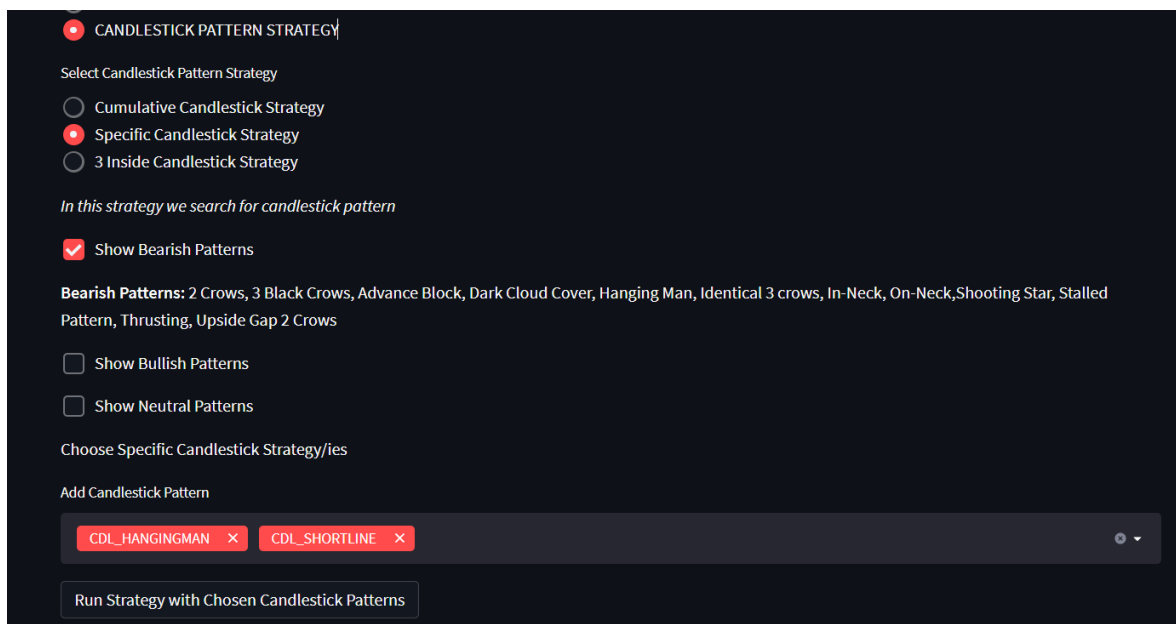 CANDLESTICK PATTERN STRATEGY
Select Candlestick Pattern Strategy
Cumulative Candlestick Strategy
Specific Candlestick Strategy
3 Inside Candlestick Strategy
In this strategy we search for candlestick pattern
Show Bearish Patterns
Bearish Patterns: 2 Crows, 3 Black Crows, Advance Block, Dark Cloud Cover, Hanging Man, Identical 3 crows, In-Neck, On-Neck,Shooting Star, Stalled
Pattern, Thrusting, Upside Gap 2 Crows
Show Bullish Patterns
Show Neutral Patterns
Choose Specific Candlestick Strategy/ies
Add Candlestick Pattern
CDL_HANGINGMAN × CDL_SHORTLINE ×
Run Strategy with Chosen Candlestick Patterns